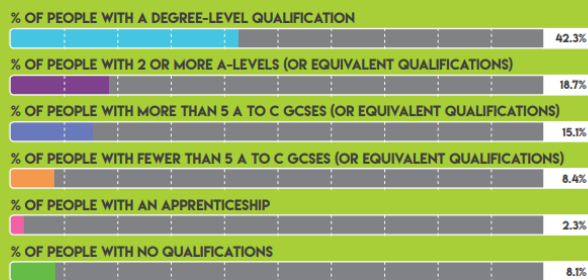 % OF PEOPLE WITH A DEGREE-LEVEL QUALIFICATION
42.3%
% OF PEOPLE WITH 2 OR MORE A-LEVELS (OR EQUIVALENT QUALIFICATIONS)
18.7%
% OF PEOPLE WITH MORE THAN 5 A TO C GCSES (OR EQUIVALENT QUALIFICATIONS)
15.1%
% OF PEOPLE WITH FEWER THAN 5 A TO C GCSES (OR EQUIVALENT QUALIFICATIONS)
8.4%
% OF PEOPLE WITH AN APPRENTICESHIP
2.3%
% OF PEOPLE WITH NO QUALIFICATIONS
8.1%